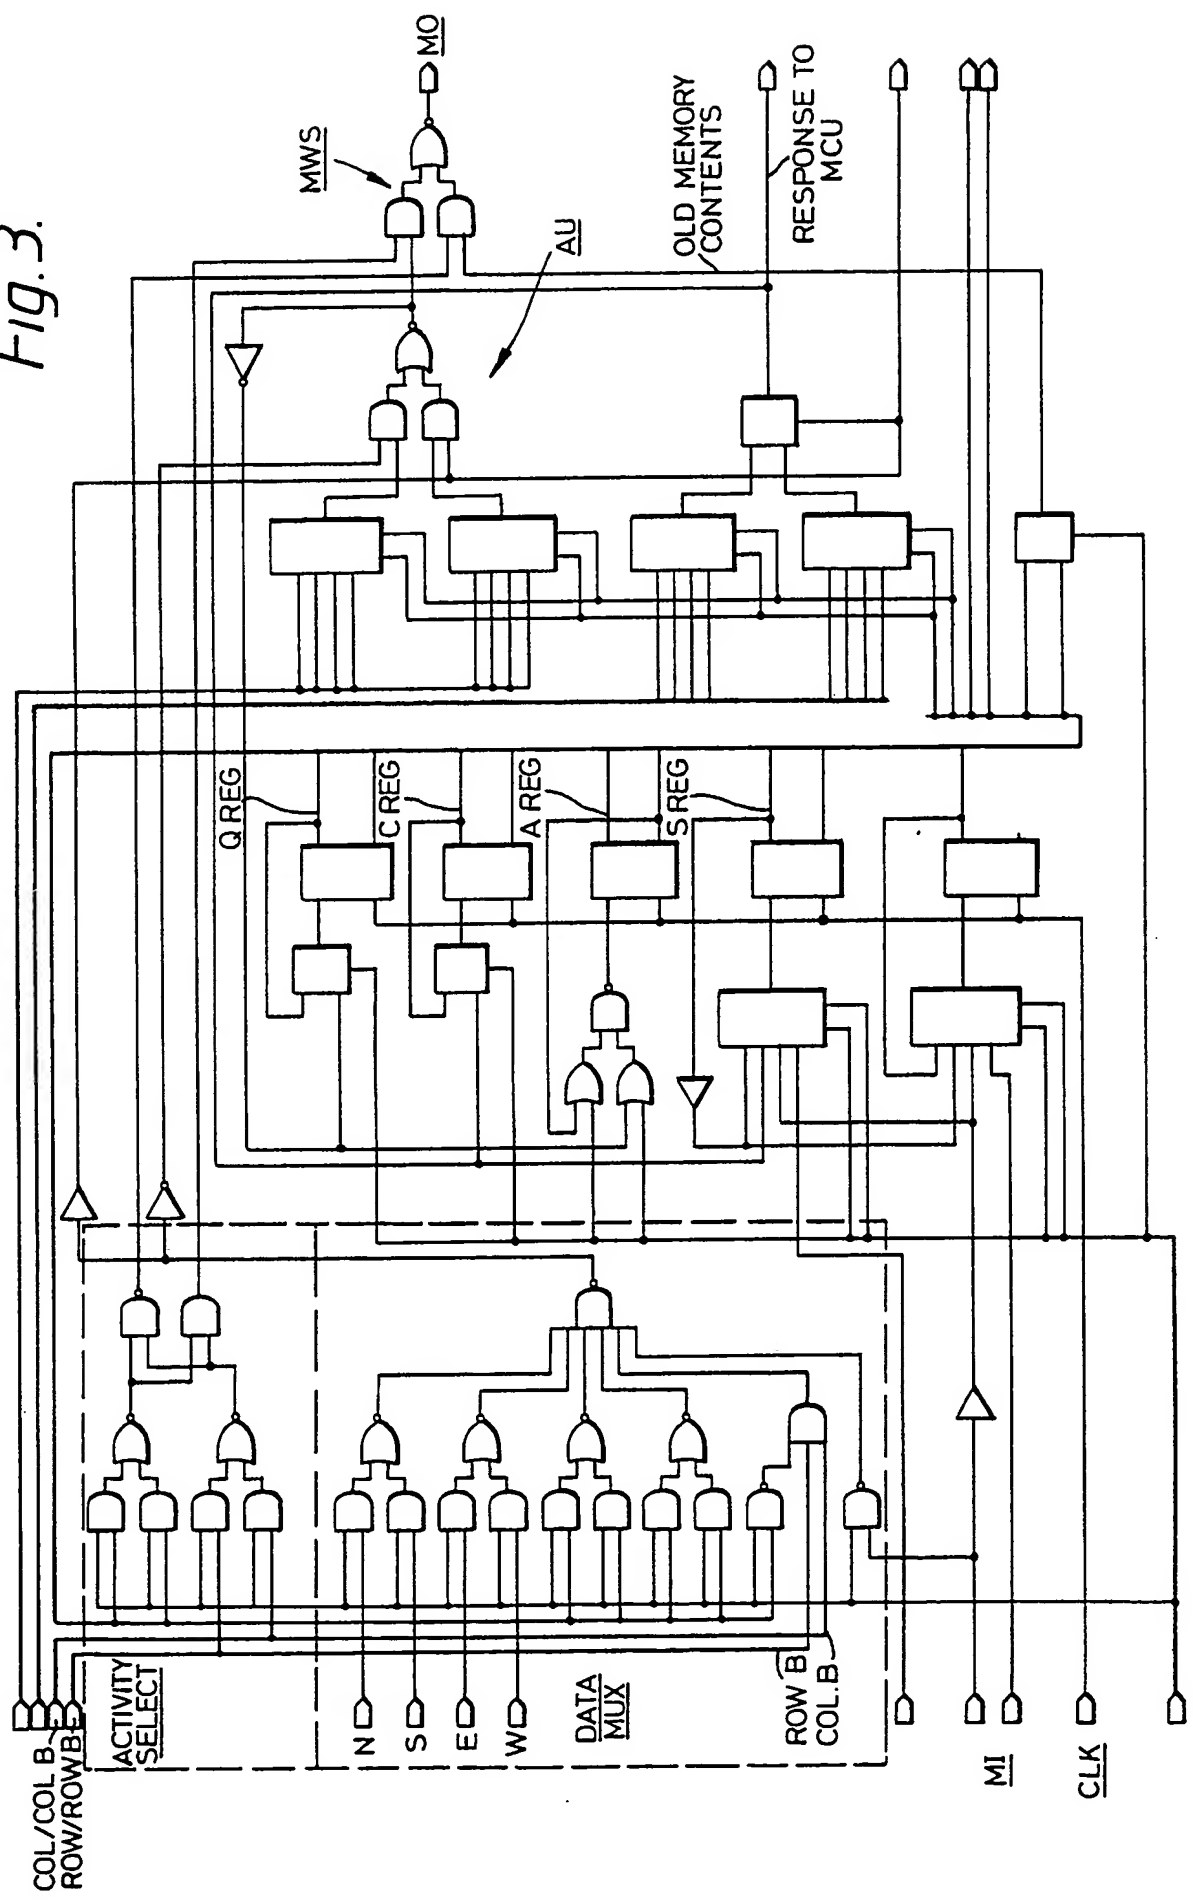 Fig. 3.
MO
MWS
AU
OLD MEMORY
CONTENTS
RESPONSE TO
MCU
Q REG
C REG
A REG
S REG
COL/COL B
ROW/ROW B
ACTIVITY
SELECT
N
S
E
W
DATA
MUX
ROW B
COL.B
MI
CLK